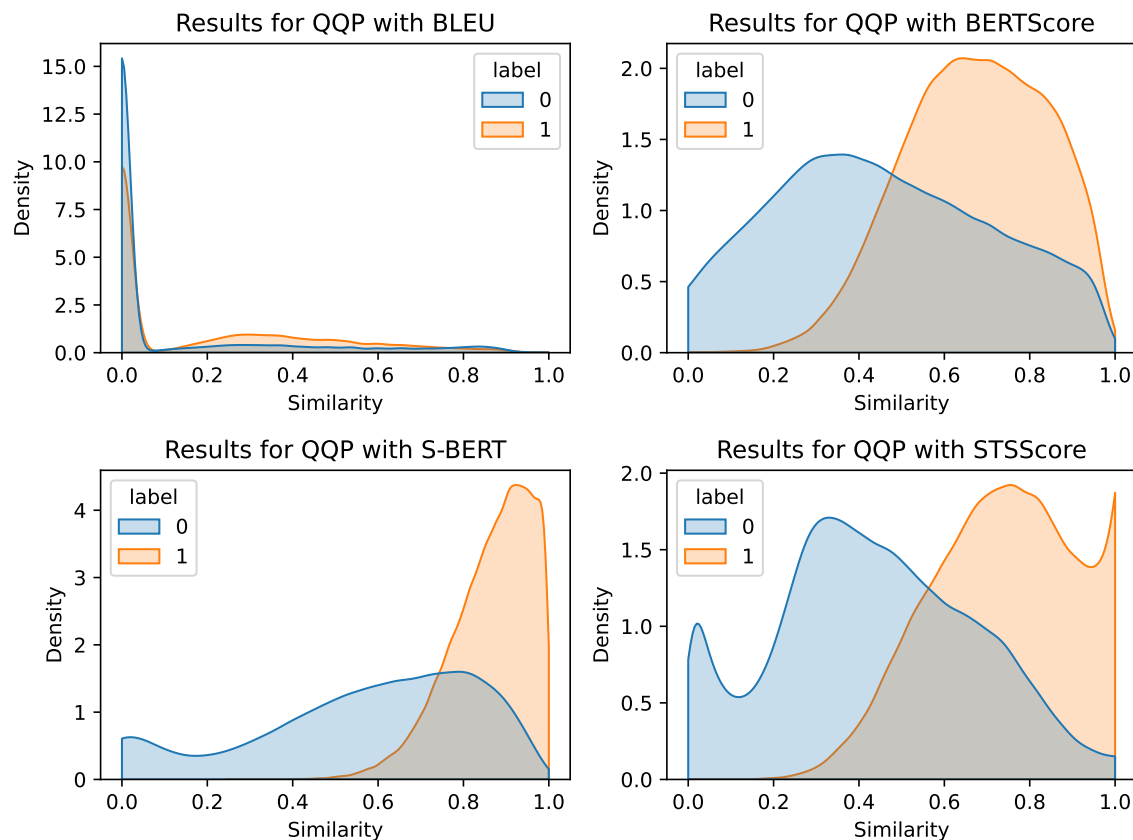 Results for QQP with BLEU
Density
15.0
12.5
10.0
7.5
5.0
2.5
0.0
label
0
1
0.0 0.2 0.4 0.6 0.8 1.0
Similarity
Results for QQP with BERTScore
Density
2.0
1.5
1.0
0.5
0.0
label
0
1
0.0 0.2 0.4 0.6 0.8 1.0
Similarity
Results for QQP with S-BERT
Density
4
3
2
1
0
label
0
1
0.0 0.2 0.4 0.6 0.8 1.0
Similarity
Results for QQP with STSScore
Density
2.0
1.5
1.0
0.5
0.0
label
0
1
0.0 0.2 0.4 0.6 0.8 1.0
Similarity